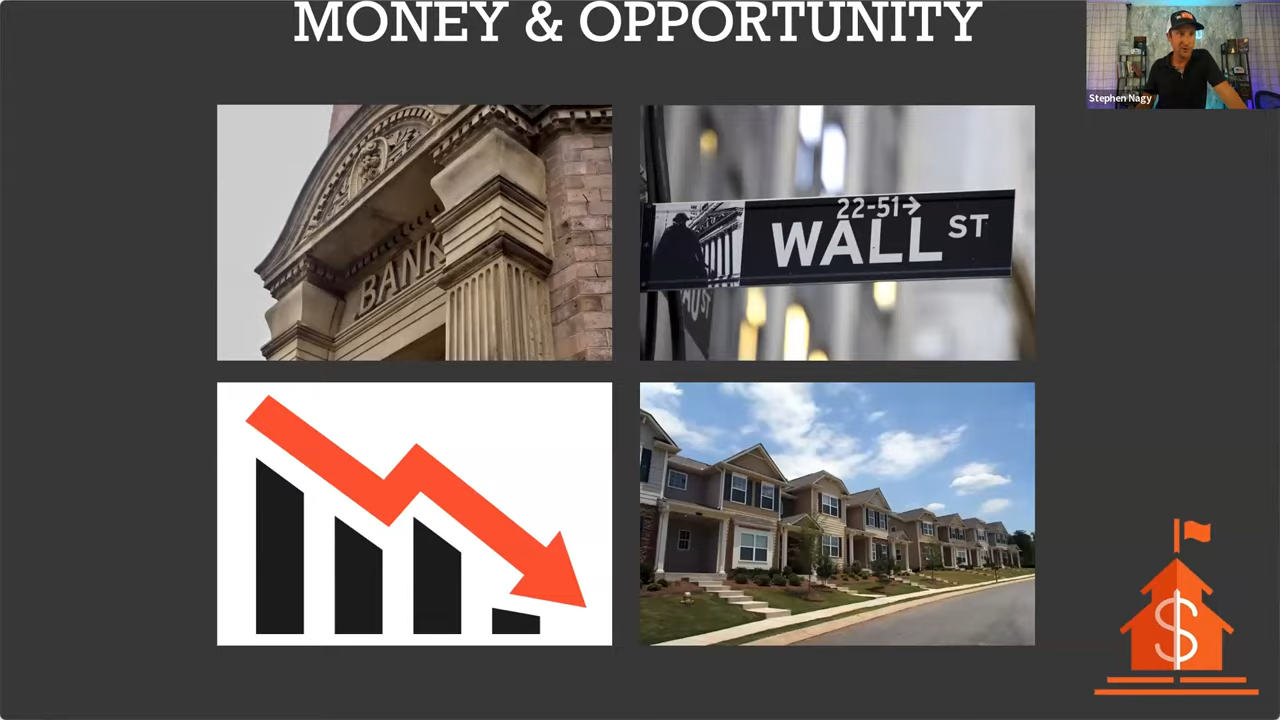 MONEY & OPPORTUNITY
Stephen Nagy
BANK
22-51→
WALL ST
$